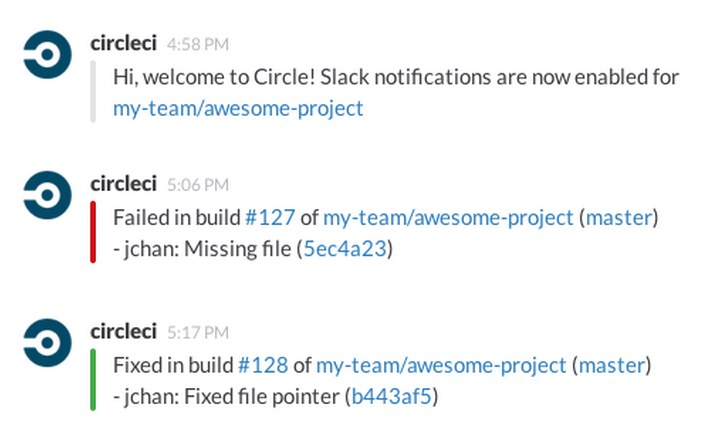 circleci 4:58 PM
Hi, welcome to Circle! Slack notifications are now enabled for
my-team/awesome-project
circleci 5:06 PM
Failed in build #127 of my-team/awesome-project (master)
- jchan: Missing file (5ec4a23)
circleci 5:17 PM
Fixed in build #128 of my-team/awesome-project (master)
- jchan: Fixed file pointer (b443af5)